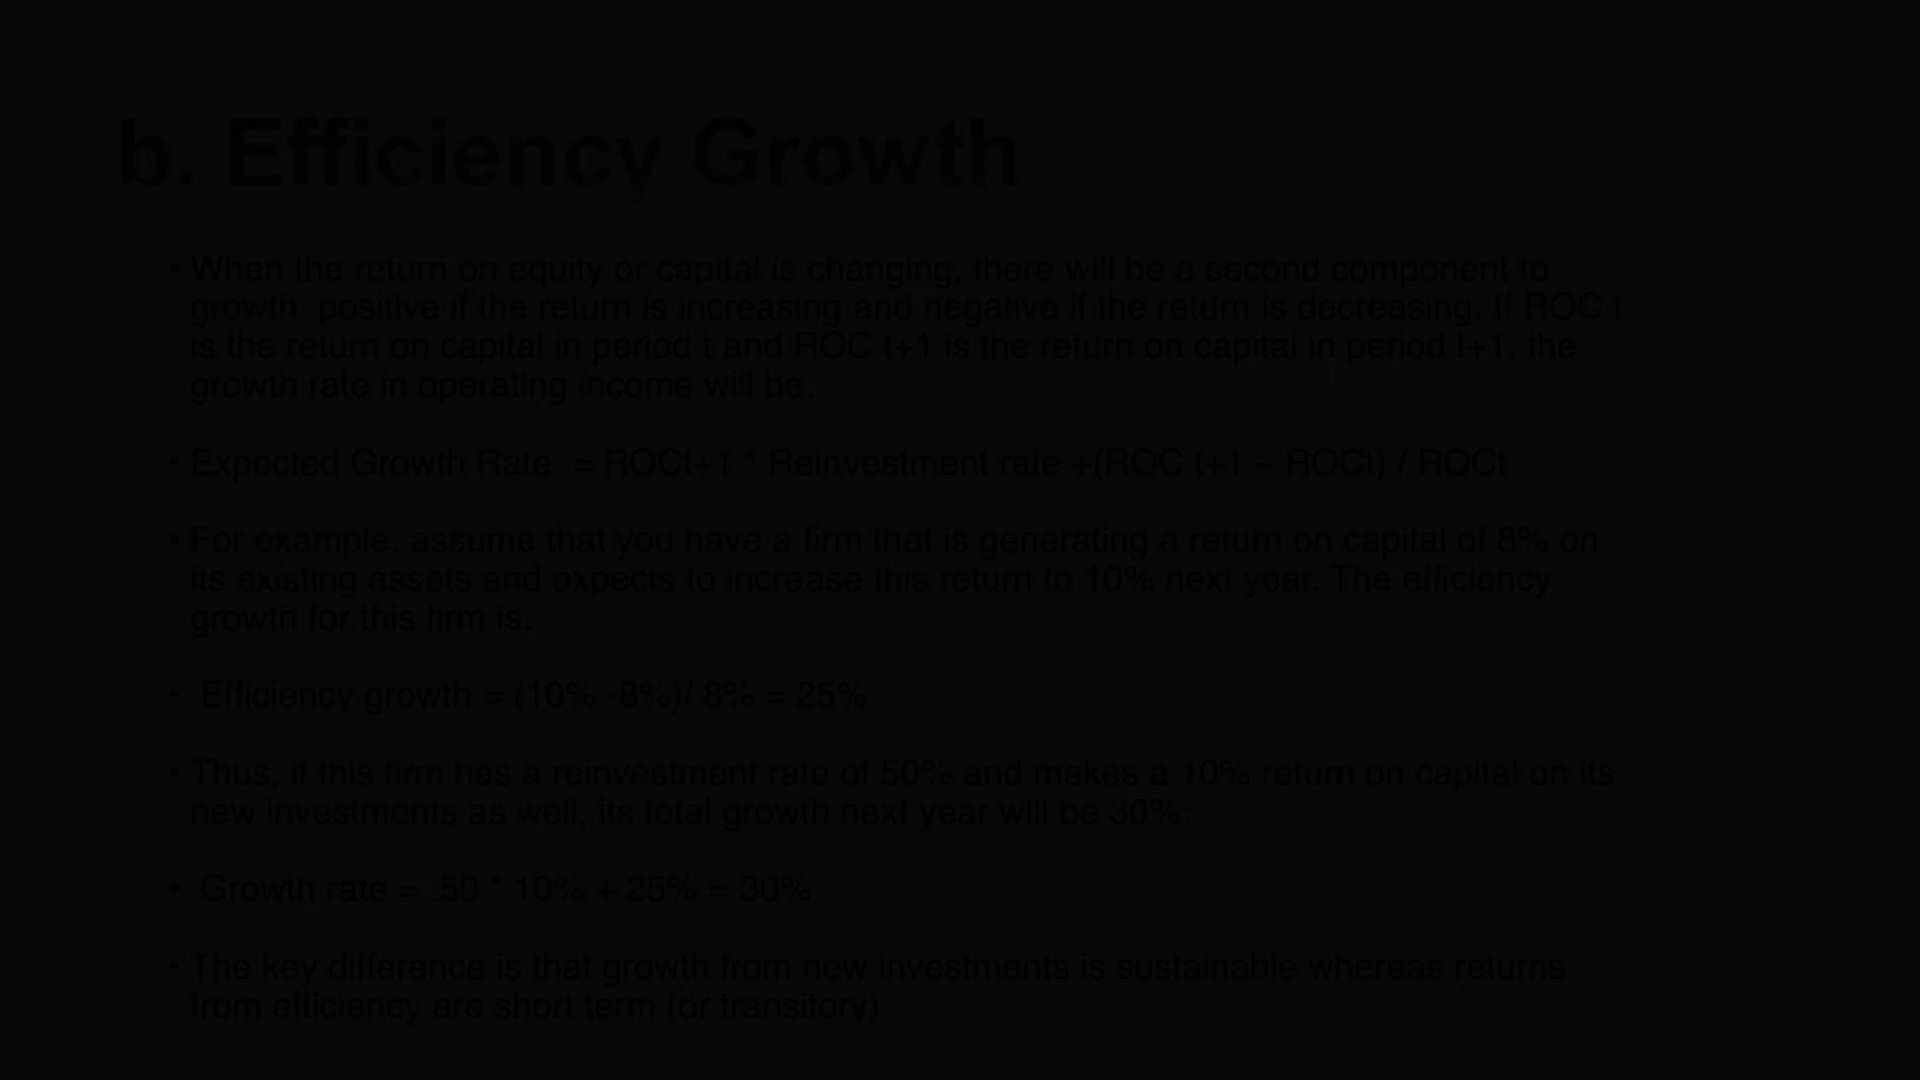 b. Efficiency Growth
• When the return on equity or capital is changing, there will be a second component to
growth, positive if the return is increasing and negative if the return is decreasing. If ROC t
is the return on capital in period t and ROC t+1 is the return on capital in period t+1, the
growth rate in operating income will be:
• Expected Growth Rate = ROCt+1 * Reinvestment rate +(ROC t+1 – ROCt) / ROCt
• For example, assume that you have a firm that is generating a return on capital of 8% on
its existing assets and expects to increase this return to 10% next year. The efficiency
growth for this firm is.
• Efficiency growth = (10% -8%)/ 8% = 25%
• Thus, if this firm has a reinvestment rate of 50% and makes a 10% return on capital on its
new investments as well, its total growth next year will be 30%:
• Growth rate = .50 * 10% + 25% = 30%
• The key difference is that growth from new investments is sustainable whereas returns
from efficiency are short term (or transitory).